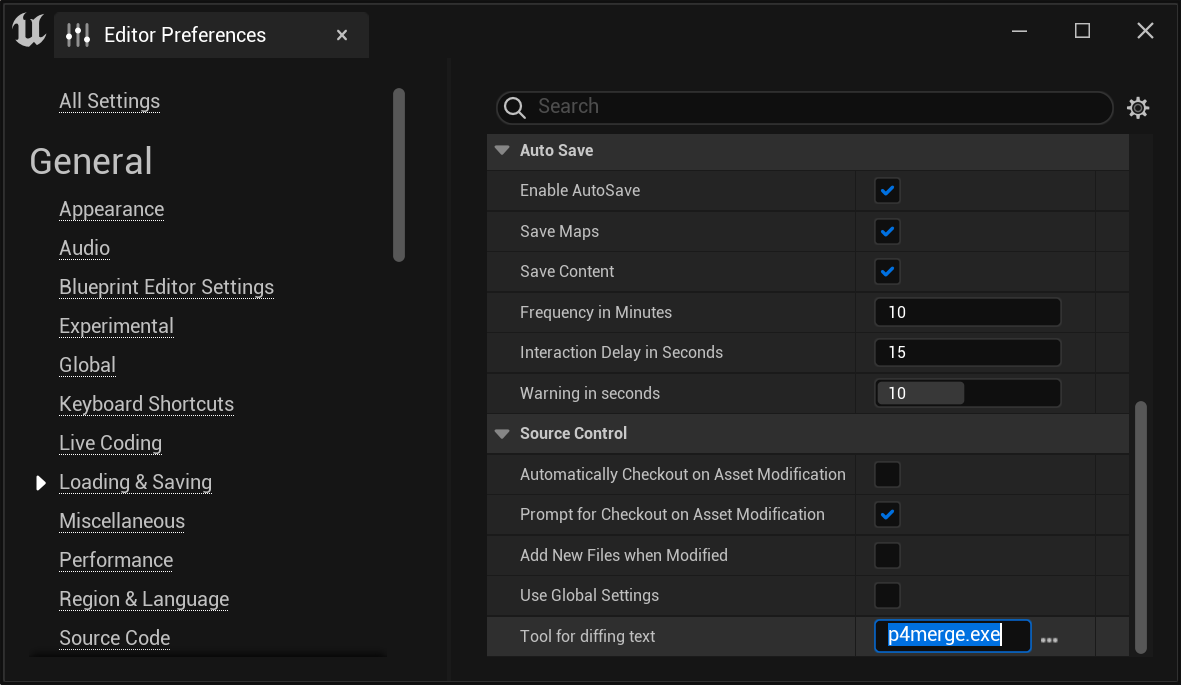 Editor Preferences
All Settings
General
Appearance
Audio
Blueprint Editor Settings
Experimental
Global
Keyboard Shortcuts
Live Coding
Loading & Saving
Miscellaneous
Performance
Region & Language
Source Code
Search
Auto Save
Enable AutoSave
Save Maps
Save Content
Frequency in Minutes 10
Interaction Delay in Seconds 15
Warning in seconds 10
Source Control
Automatically Checkout on Asset Modification
Prompt for Checkout on Asset Modification
Add New Files when Modified
Use Global Settings
Tool for diffing text p4merge.exe